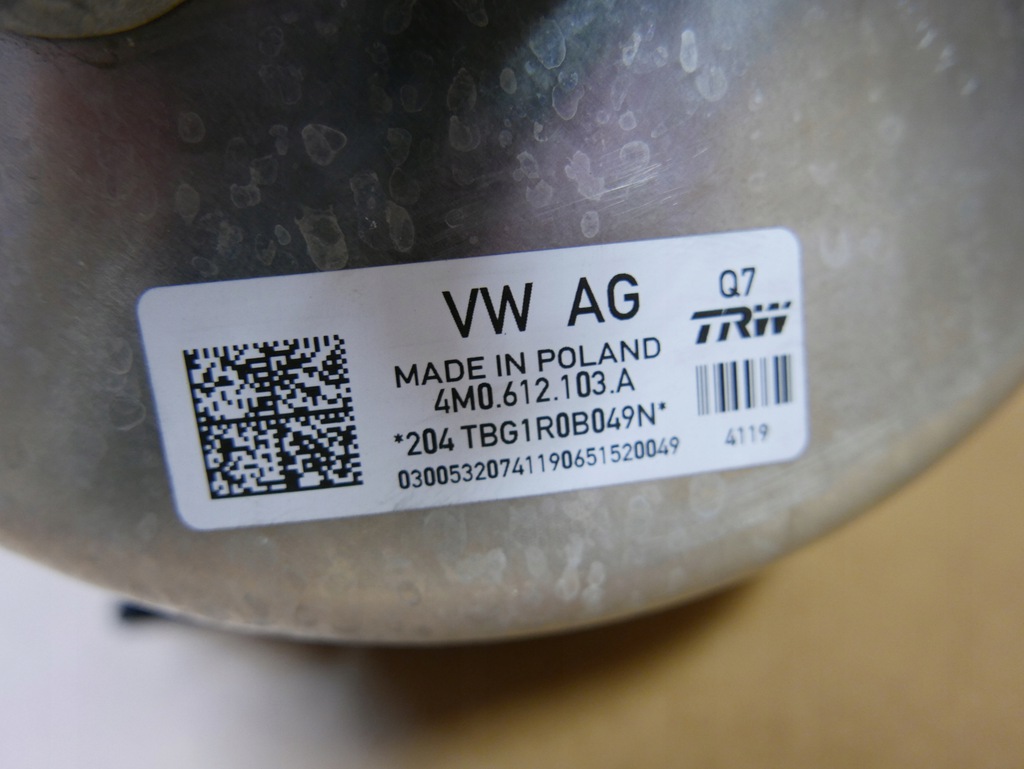 VW AG
Q7
TRW
MADE IN POLAND
4M0.612.103.A
*204 TBG1R0B049N*
03005320741190651520049
4119